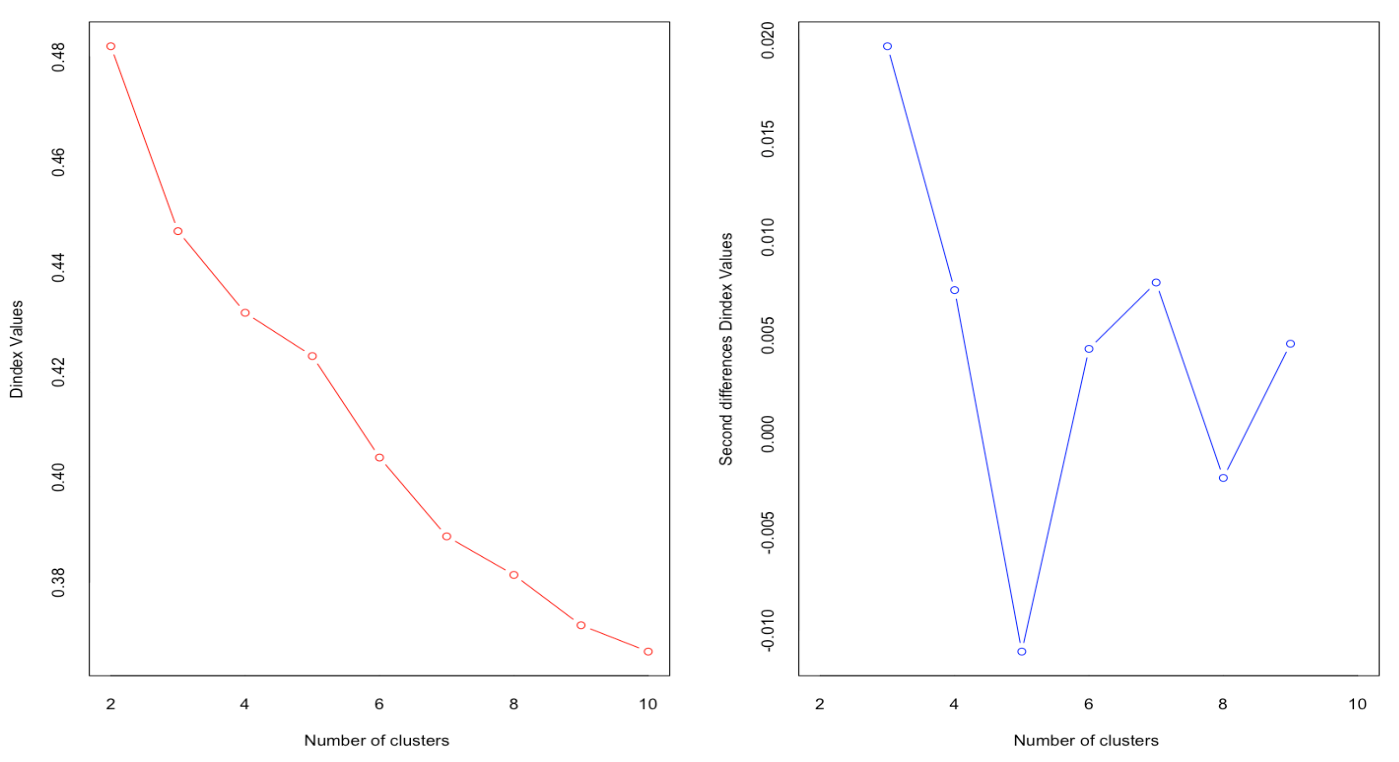 Dindex Values
0.48
0.46
0.44
0.42
0.40
0.38
2 4 6 8 10
Number of clusters
Second differences Dindex Values
0.020
0.015
0.010
0.005
0.000
-0.005
-0.010
2 4 6 8 10
Number of clusters